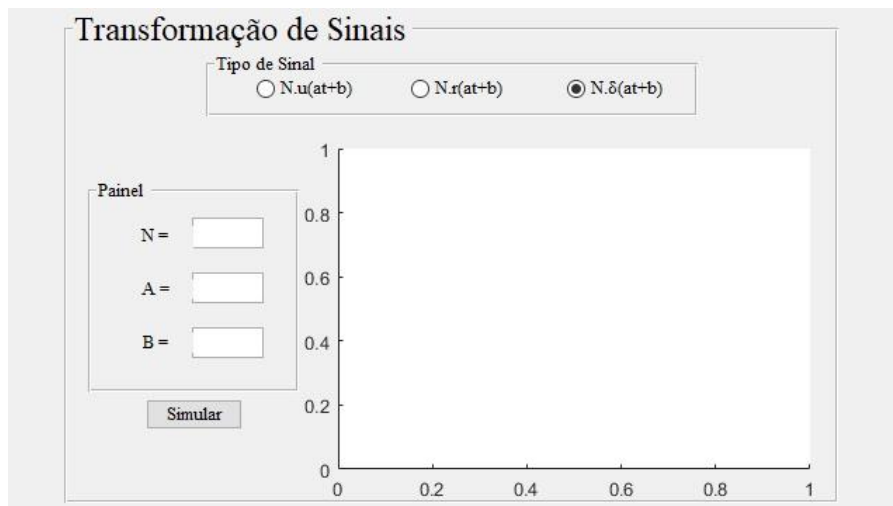 Transformação de Sinais
Tipo de Sinal
N.u(at+b) N.r(at+b) N.δ(at+b)
Painel
N =
A =
B =
Simular
1
0.8
0.6
0.4
0.2
0
0 0.2 0.4 0.6 0.8 1